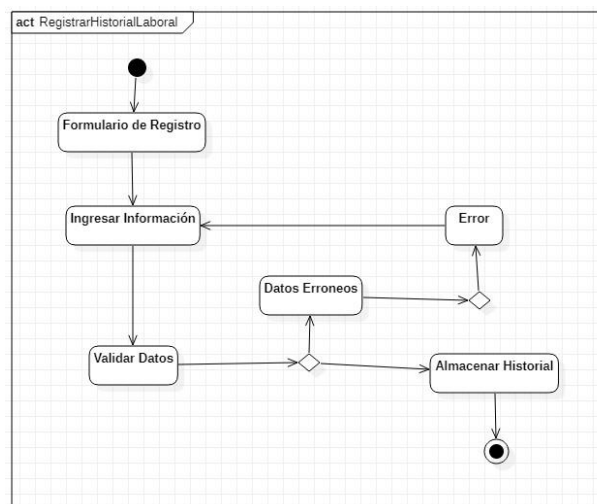 act RegistrarHistorialLaboral
Formulario de Registro
Ingresar Información
Error
Datos Erroneos
Validar Datos
Almacenar Historial